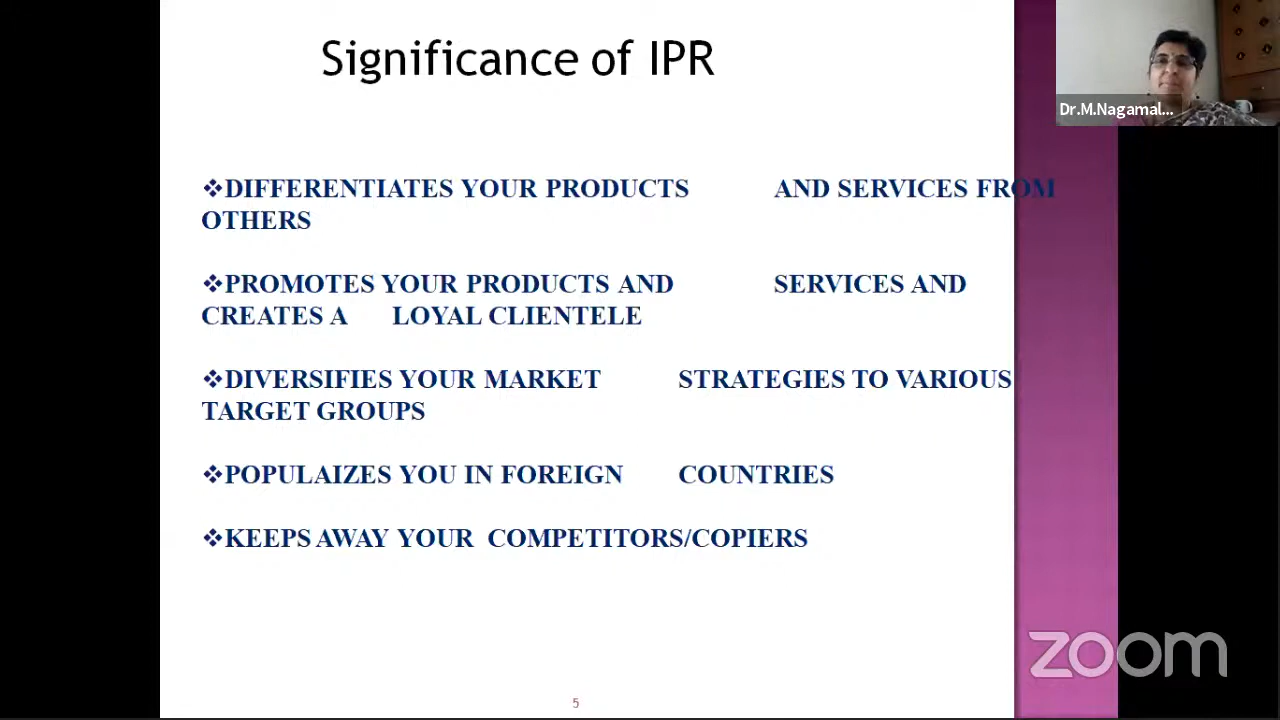 Significance of IPR
Dr.M.Nagamal...
❖DIFFERENTIATES YOUR PRODUCTS AND SERVICES FROM
OTHERS
❖PROMOTES YOUR PRODUCTS AND SERVICES AND
CREATES A LOYAL CLIENTELE
❖DIVERSIFIES YOUR MARKET STRATEGIES TO VARIOUS
TARGET GROUPS
❖POPULAIZES YOU IN FOREIGN COUNTRIES
❖KEEPS AWAY YOUR COMPETITORS/COPIERS
zoom
5